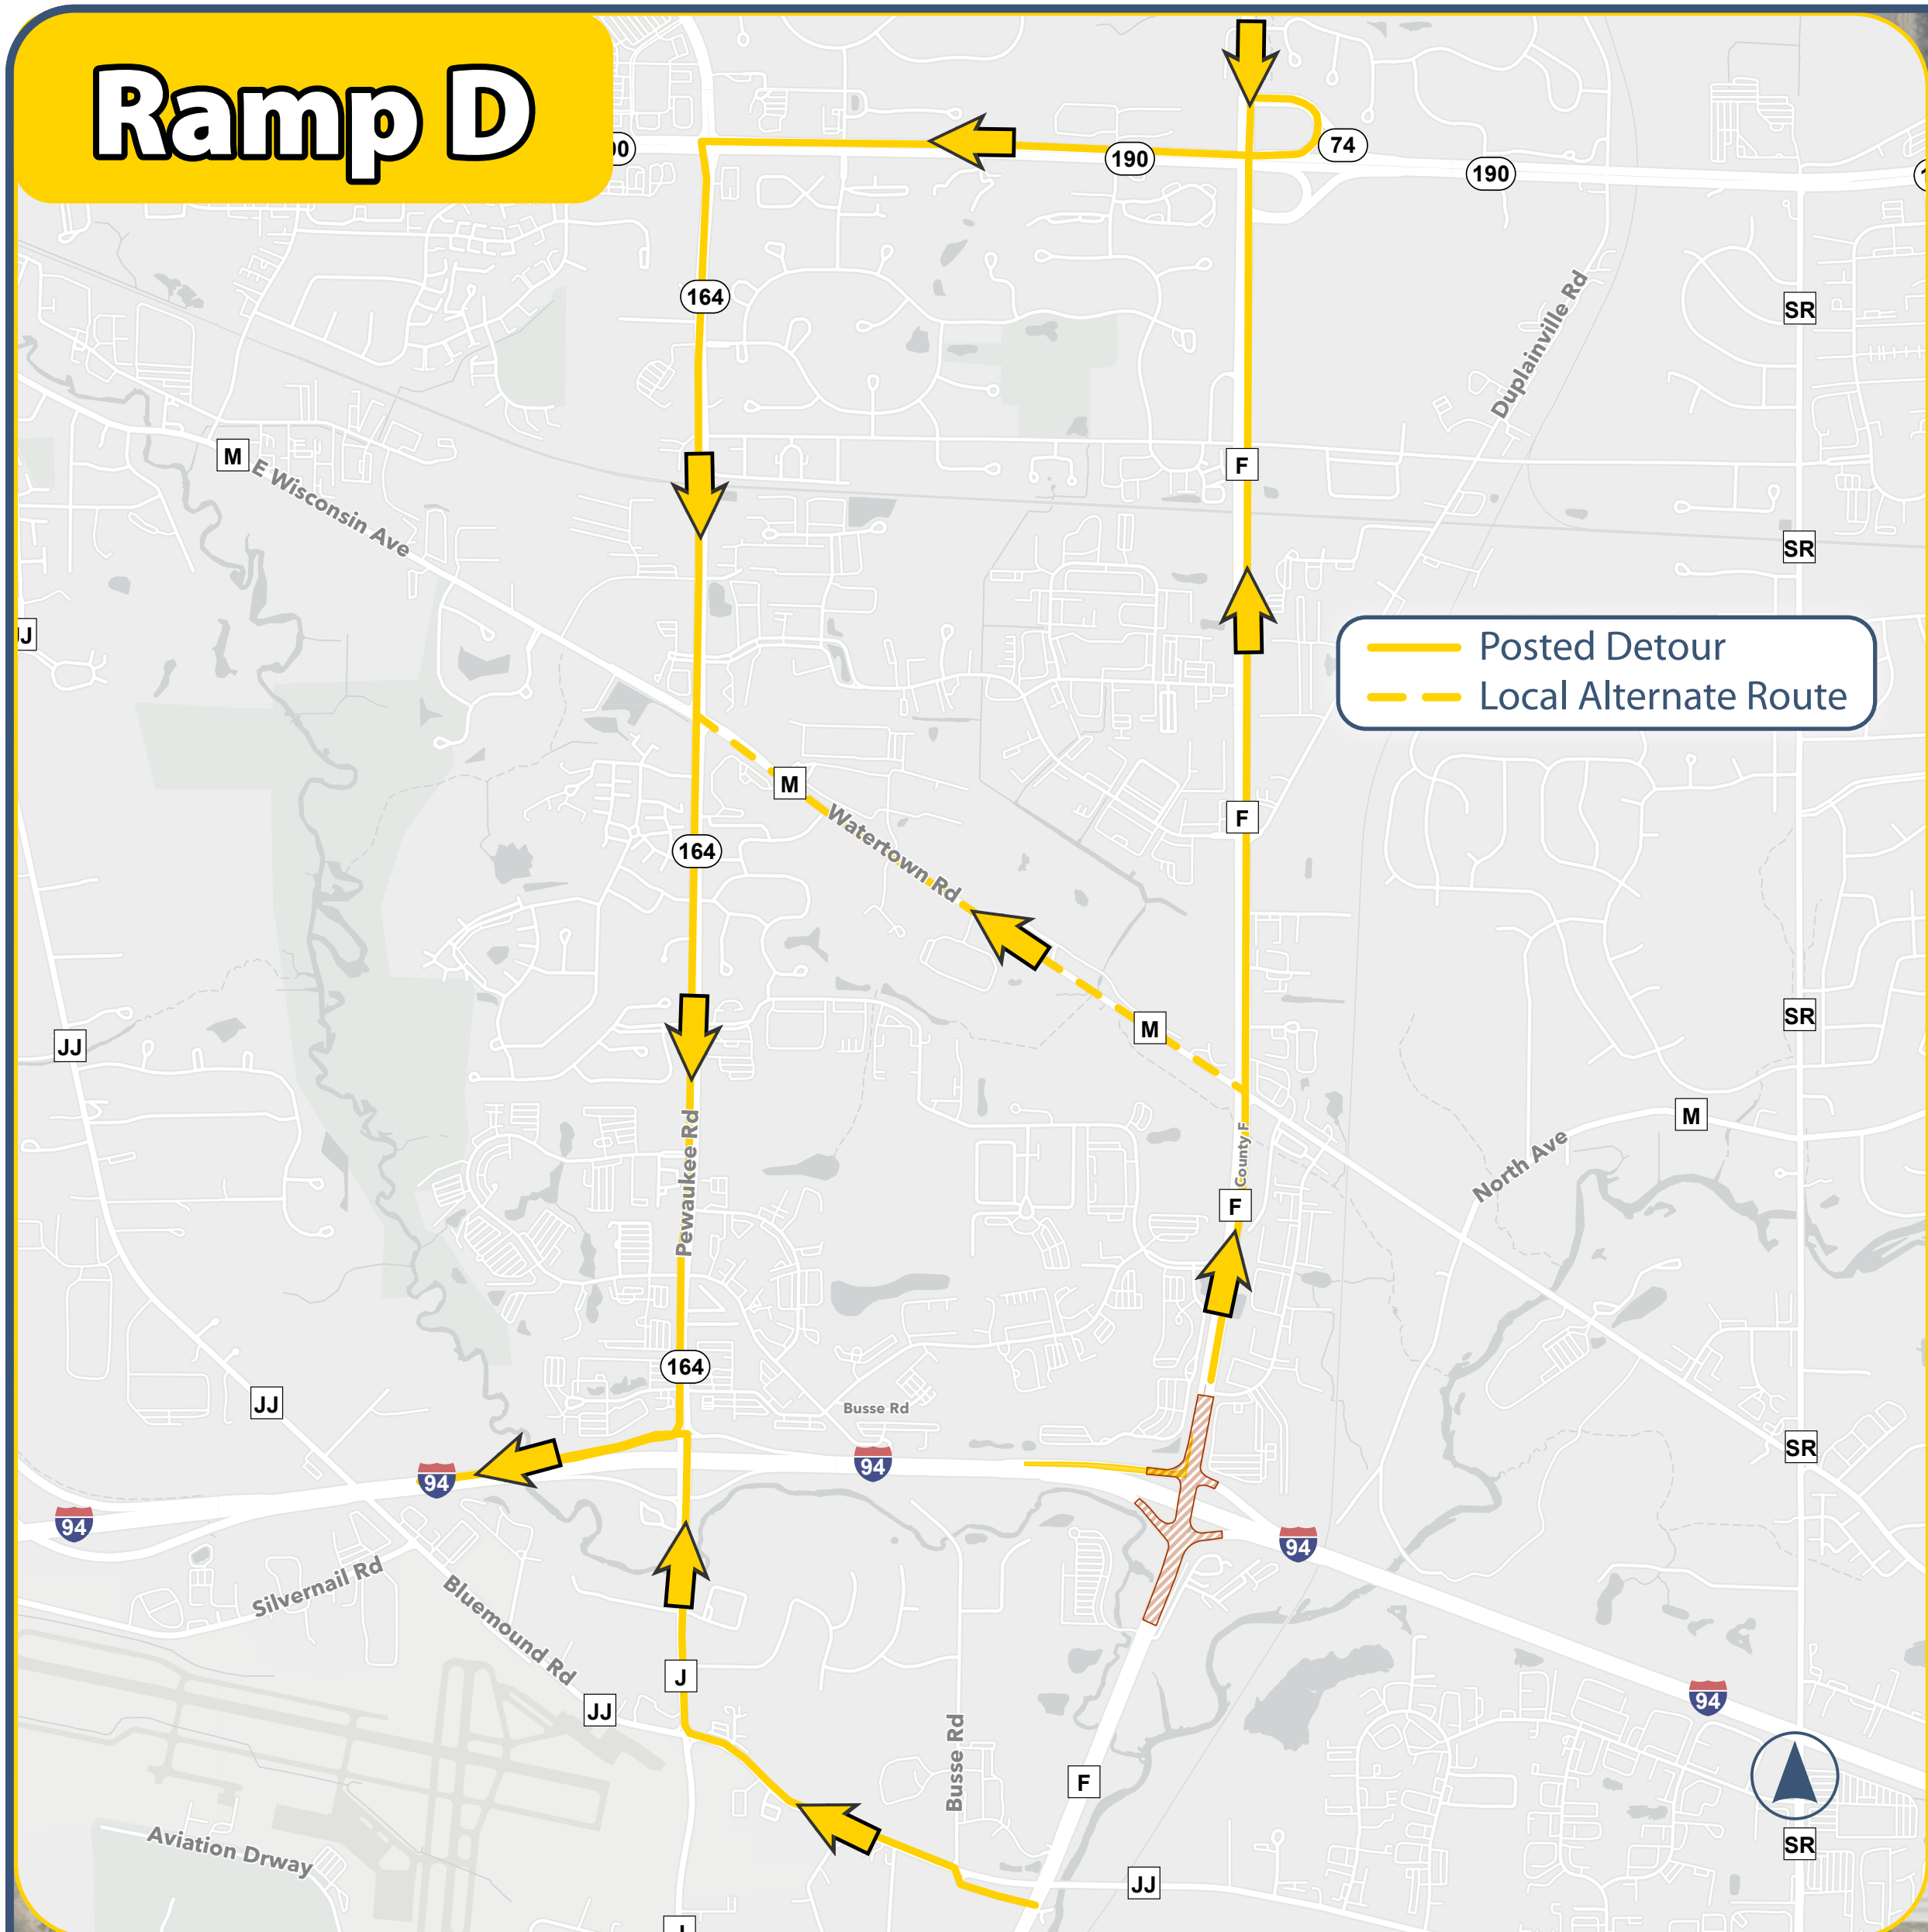 Ramp D
74
190
190
164
SR
Duplainville Rd
M
E Wisconsin Ave
F
SR
JJ
Posted Detour
Local Alternate Route
M
F
Watertown Rd
164
SR
M
JJ
M
County F
North Ave
Pewaukee Rd
F
164
JJ
Busse Rd
SR
94
94
94
94
Silvernail Rd
Bluemound Rd
J
JJ
94
Busse Rd
F
Aviation Drway
SR
JJ